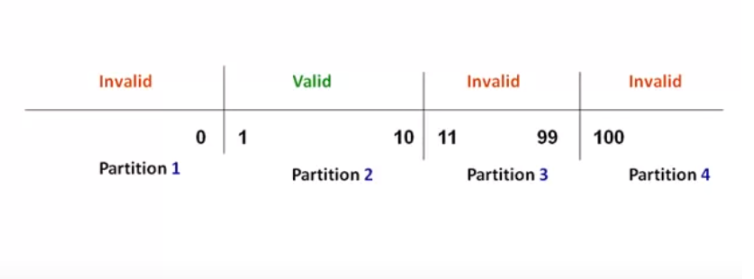 Invalid Valid Invalid Invalid
0 1 10 11 99 100
Partition 1 Partition 2 Partition 3 Partition 4